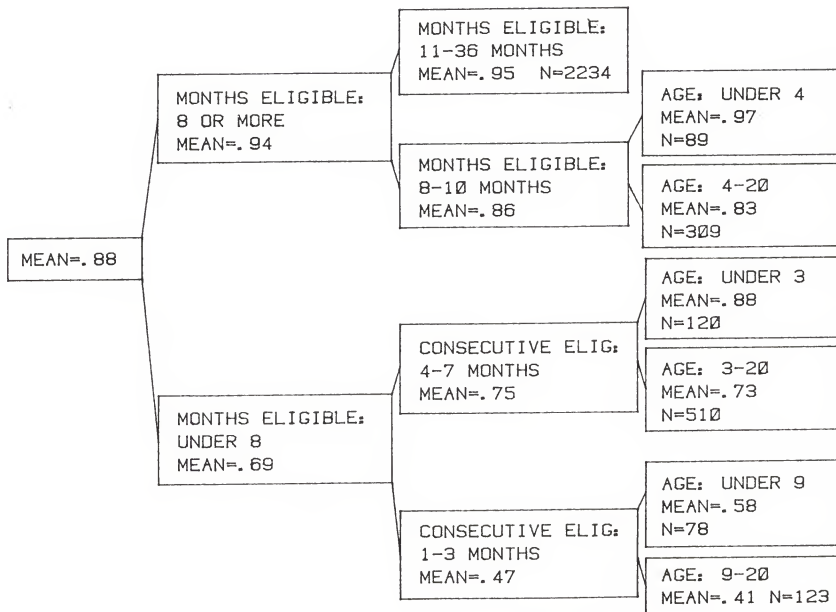 MEAN=.88
MONTHS ELIGIBLE:
8 OR MORE
MEAN=.94
MONTHS ELIGIBLE:
11-36 MONTHS
MEAN=.95 N=2234
MONTHS ELIGIBLE:
8-10 MONTHS
MEAN=.86
AGE: UNDER 4
MEAN=.97
N=89
AGE: 4-20
MEAN=.83
N=309
MONTHS ELIGIBLE:
UNDER 8
MEAN=.69
CONSECUTIVE ELIG:
4-7 MONTHS
MEAN=.75
AGE: UNDER 3
MEAN=.88
N=120
AGE: 3-20
MEAN=.73
N=510
CONSECUTIVE ELIG:
1-3 MONTHS
MEAN=.47
AGE: UNDER 9
MEAN=.58
N=78
AGE: 9-20
MEAN=.41 N=123